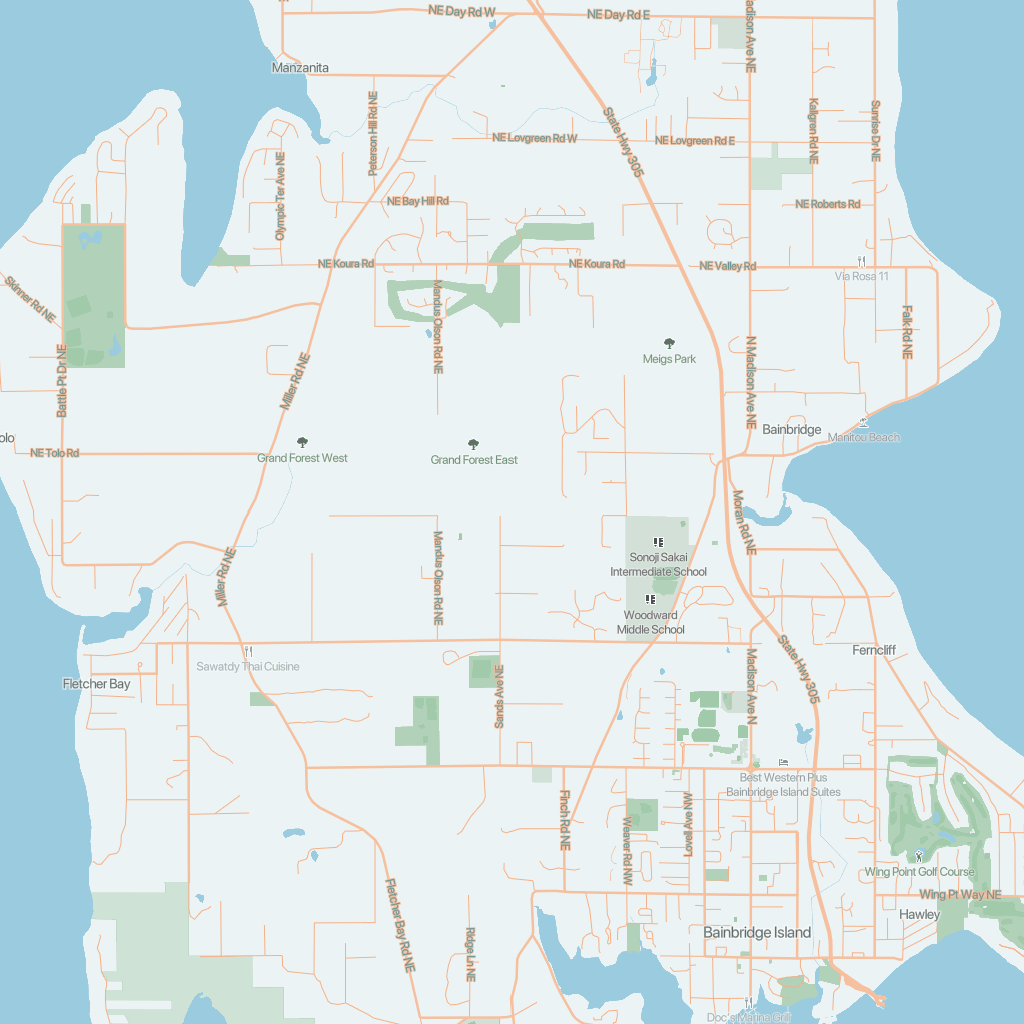 NE Day Rd W
NE Day Rd E
Madison Ave NE
Manzanita
Peterson Hill Rd NE
State Hwy 305
Kallgren Rd NE
Sunrise Dr NE
NE Lovgreen Rd W
NE Lovgreen Rd E
Olympic Ter Ave NE
NE Bay Hill Rd
NE Roberts Rd
NE Koura Rd
NE Koura Rd
NE Valley Rd
Via Rosa 11
Skinner Rd NE
Mandus Olson Rd NE
Falk Rd NE
Meigs Park
Battle Pt Dr NE
Miller Rd NE
N Madison Ave NE
Bainbridge
Manitou Beach
olo
NE Tolo Rd
Grand Forest West
Grand Forest East
Moran Rd NE
Mandus Olson Rd NE
Miller Rd NE
Sonoji Sakai
Intermediate School
Woodward
Middle School
Sawatdy Thai Cuisine
Fletcher Bay
Sands Ave NE
Madison Ave N
State Hwy 305
Ferncliff
Best Western Plus
Bainbridge Island Suites
Finch Rd NE
Weaver Rd NW
Lovell Ave NW
Wing Point Golf Course
Wing Pt Way NE
Hawley
Fletcher Bay Rd NE
Ridge Ln NE
Bainbridge Island
Doc's Marina Grill